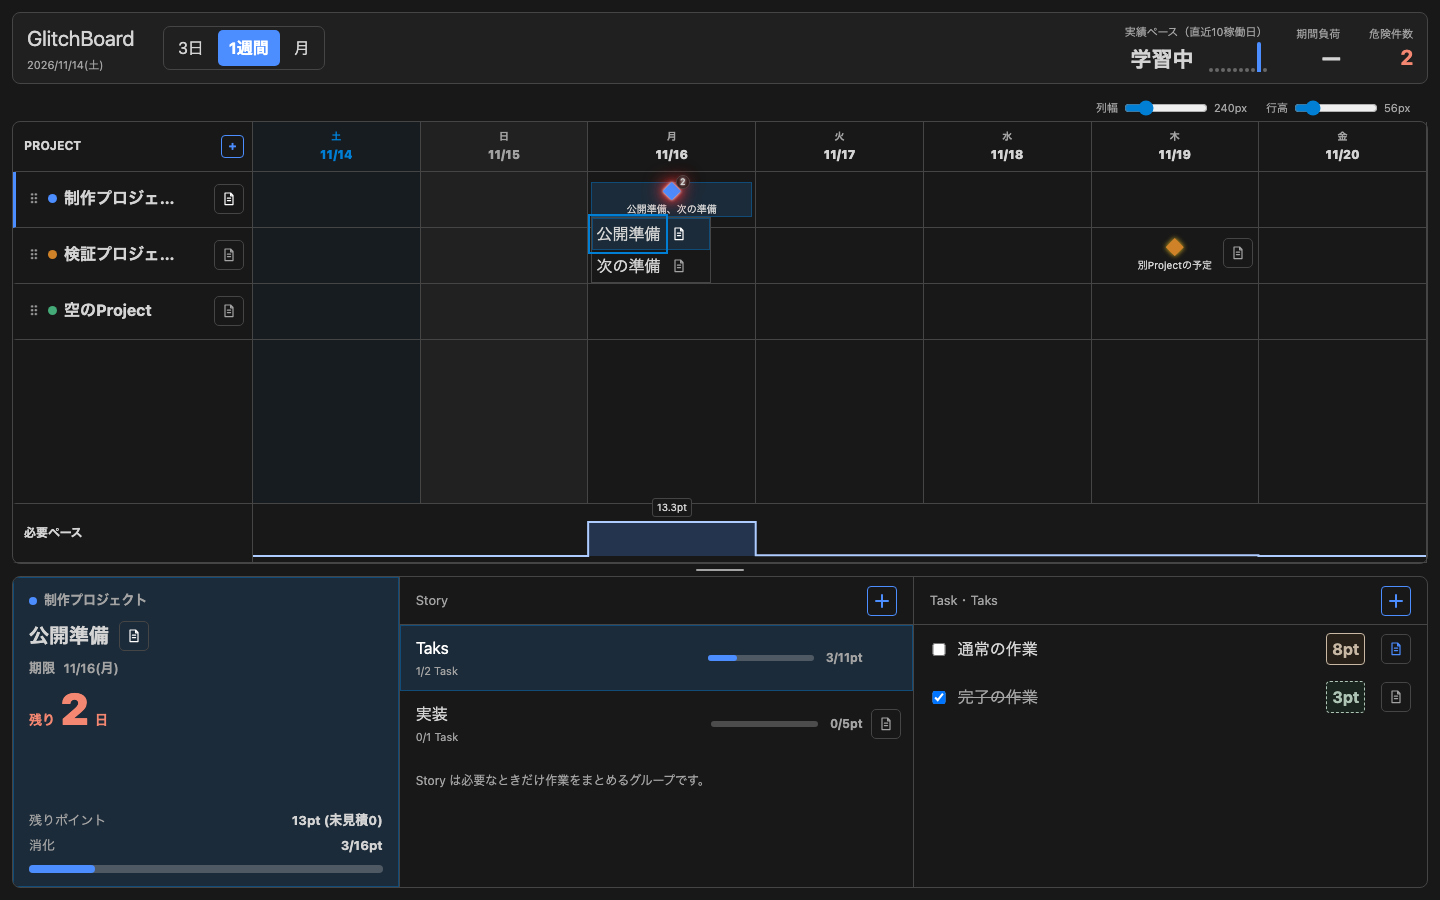 GlitchBoard
2026/11/14(土)
3日 1週間 月
実績ペース（直近10稼働日）
学習中
期間負荷
—
危険件数
2
列幅 240px 行高 56px
PROJECT +
土 11/14
日 11/15
月 11/16
火 11/17
水 11/18
木 11/19
金 11/20
制作プロジェ...
2
公開準備、次の準備
公開準備
次の準備
検証プロジェ...
別Projectの予定
空のProject
必要ペース
13.3pt
制作プロジェクト
公開準備
期限 11/16(月)
残り 2 日
残りポイント 13pt (未見積0)
消化 3/16pt
Story +
Taks
1/2 Task
3/11pt
実装
0/1 Task
0/5pt
Story は必要なときだけ作業をまとめるグループです。
Task・Taks +
通常の作業 8pt
完了の作業 3pt